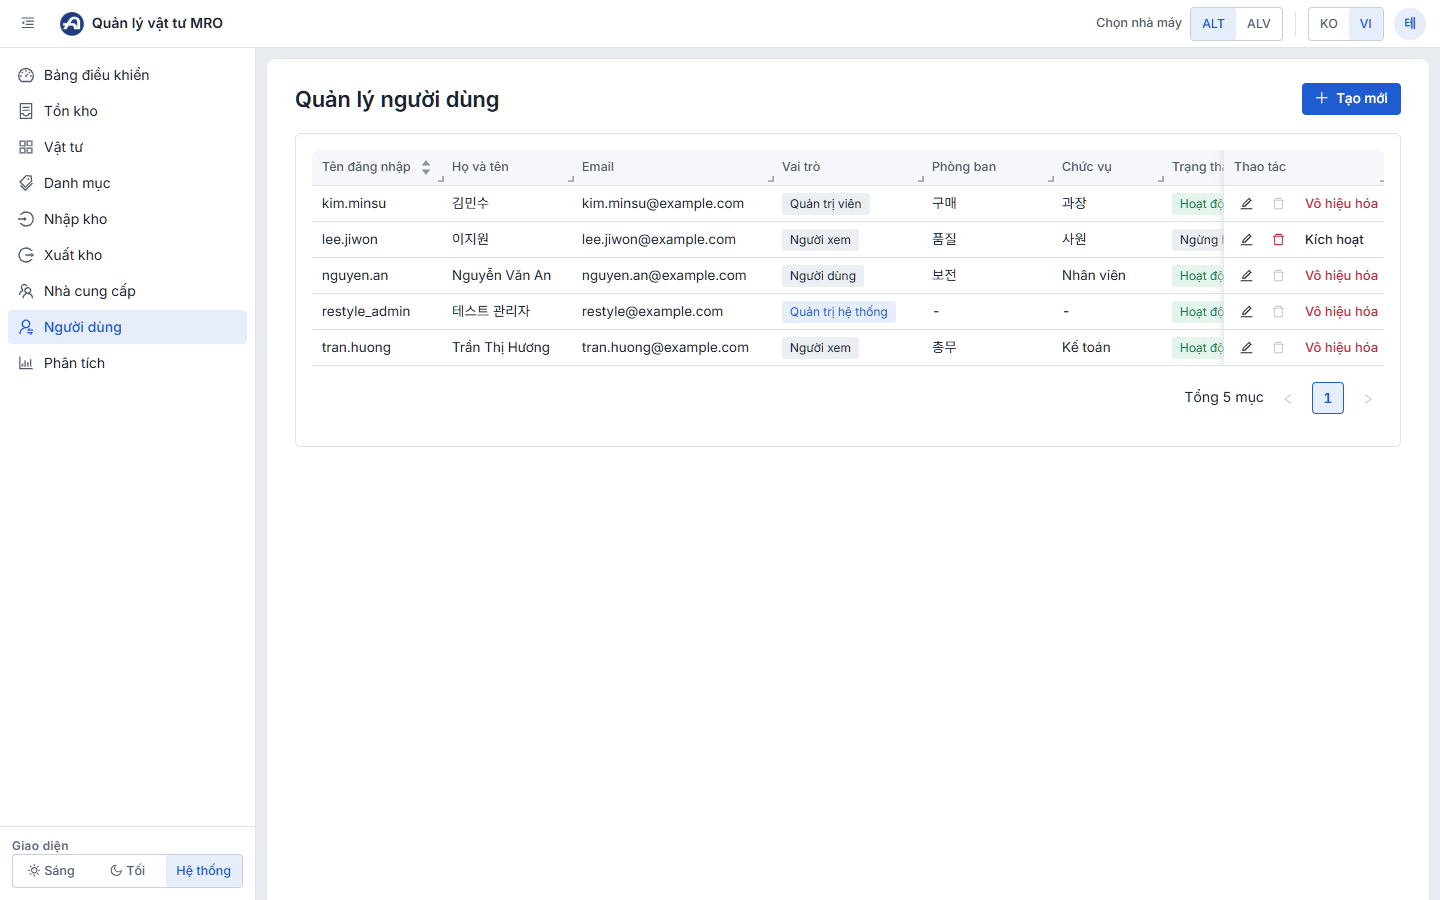 Quản lý vật tư MRO
Chọn nhà máy ALT ALV KO VI 테
Bảng điều khiển
Tồn kho
Vật tư
Danh mục
Nhập kho
Xuất kho
Nhà cung cấp
Người dùng
Phân tích
Giao diện
Sáng Tối Hệ thống
Quản lý người dùng
Tạo mới
Tên đăng nhập Họ và tên Email Vai trò Phòng ban Chức vụ Trạng Thao tác
kim.minsu 김민수 kim.minsu@example.com Quản trị viên 구매 과장 Hoạt Vô hiệu hóa
lee.jiwon 이지원 lee.jiwon@example.com Người xem 품질 사원 Ngừng Kích hoạt
nguyen.an Nguyễn Văn An nguyen.an@example.com Người dùng 보전 Nhân viên Hoạt Vô hiệu hóa
restyle_admin 테스트 관리자 restyle@example.com Quản trị hệ thống - - Hoạt Vô hiệu hóa
tran.huong Trần Thị Hương tran.huong@example.com Người xem 총무 Kế toán Hoạt Vô hiệu hóa
Tổng 5 mục < 1 >